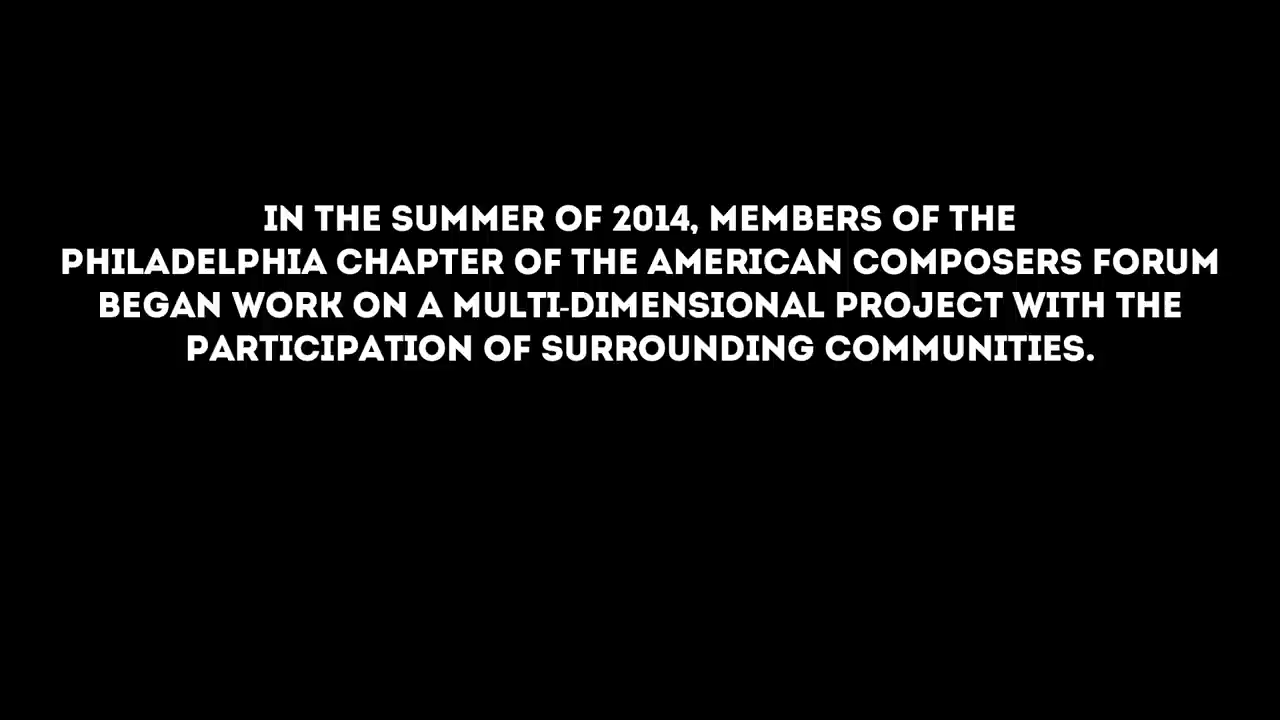 IN THE SUMMER OF 2014, MEMBERS OF THE
PHILADELPHIA CHAPTER OF THE AMERICAN COMPOSERS FORUM
BEGAN WORK ON A MULTI-DIMENSIONAL PROJECT WITH THE
PARTICIPATION OF SURROUNDING COMMUNITIES.